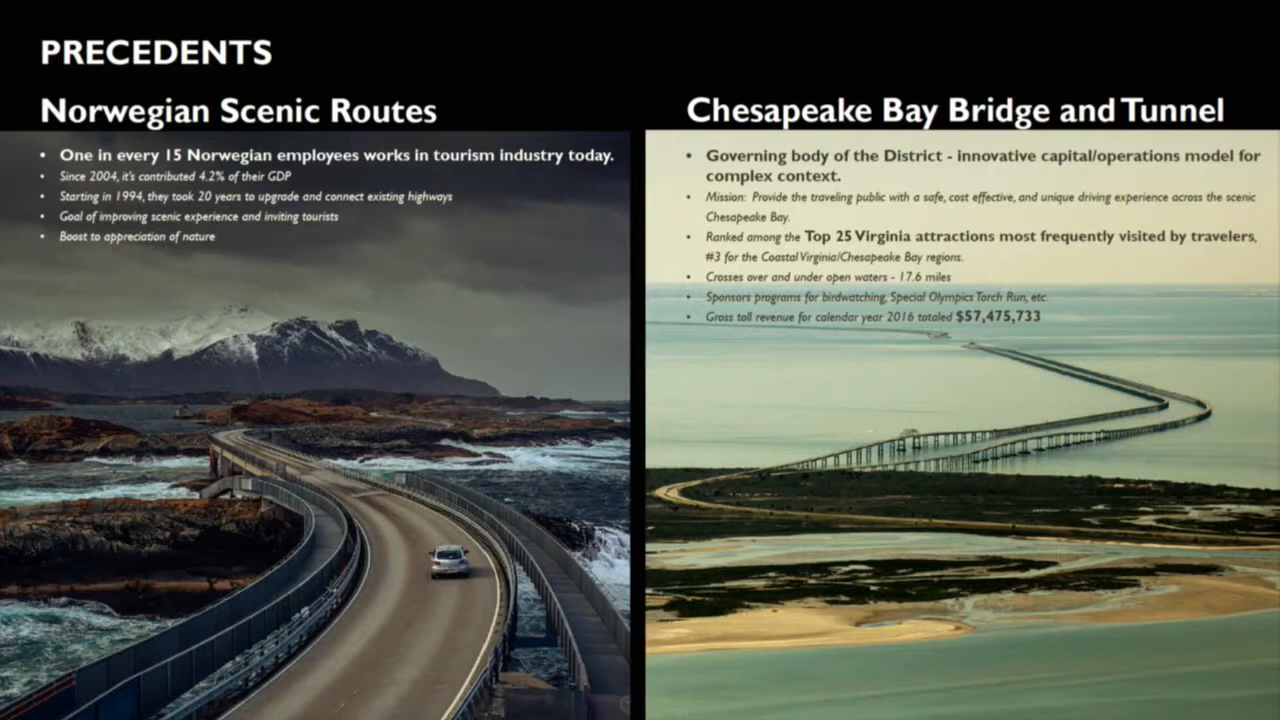 PRECEDENTS
Norwegian Scenic Routes
• One in every 15 Norwegian employees works in tourism industry today.
• Since 2004, it's contributed 4.2% of their GDP
• Starting in 1994, they took 20 years to upgrade and connect existing highways
• Goal of improving scenic experience and inviting tourists
• Boost to appreciation of nature
Chesapeake Bay Bridge and Tunnel
• Governing body of the District - innovative capital/operations model for
complex context.
• Mission: Provide the traveling public with a safe, cost effective, and unique driving experience across the scenic
Chesapeake Bay.
• Ranked among the Top 25 Virginia attractions most frequently visited by travelers,
#3 for the Coastal Virginia/Chesapeake Bay regions.
• Crosses over and under open waters - 17.6 miles
• Sponsors programs for birdwatching, Special Olympics Torch Run, etc.
• Gross toll revenue for calendar year 2016 totaled $57,475,733